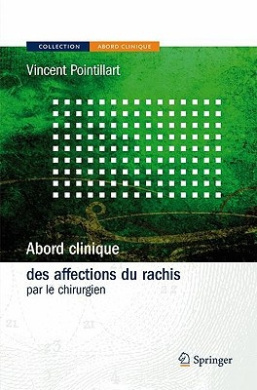 COLLECTION ABORD CLINIQUE
Vincent Pointillart
Abord clinique
des affections du rachis
par le chirurgien
Springer